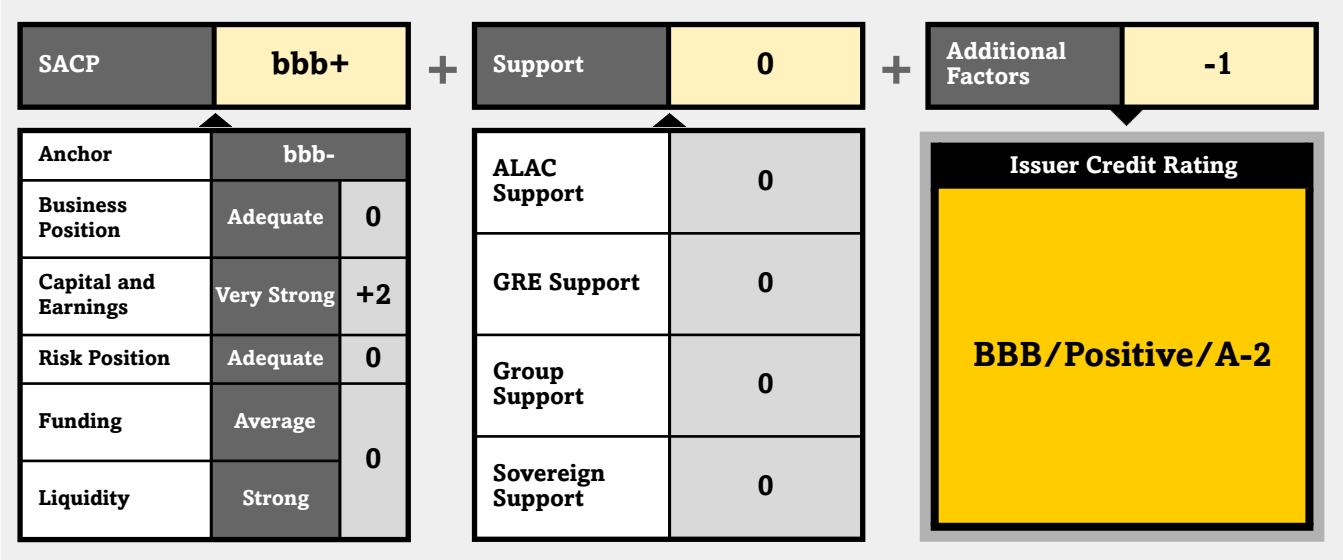 SACP
bbb+
+
Support
0
+
Additional
Factors
-1
Anchor
bbb-
Business
Position
Adequate
0
Capital and
Earnings
Very Strong
+2
Risk Position
Adequate
0
Funding
Average
Liquidity
Strong
0
ALAC
Support
0
GRE Support
0
Group
Support
0
Sovereign
Support
0
Issuer Credit Rating
BBB/Positive/A-2